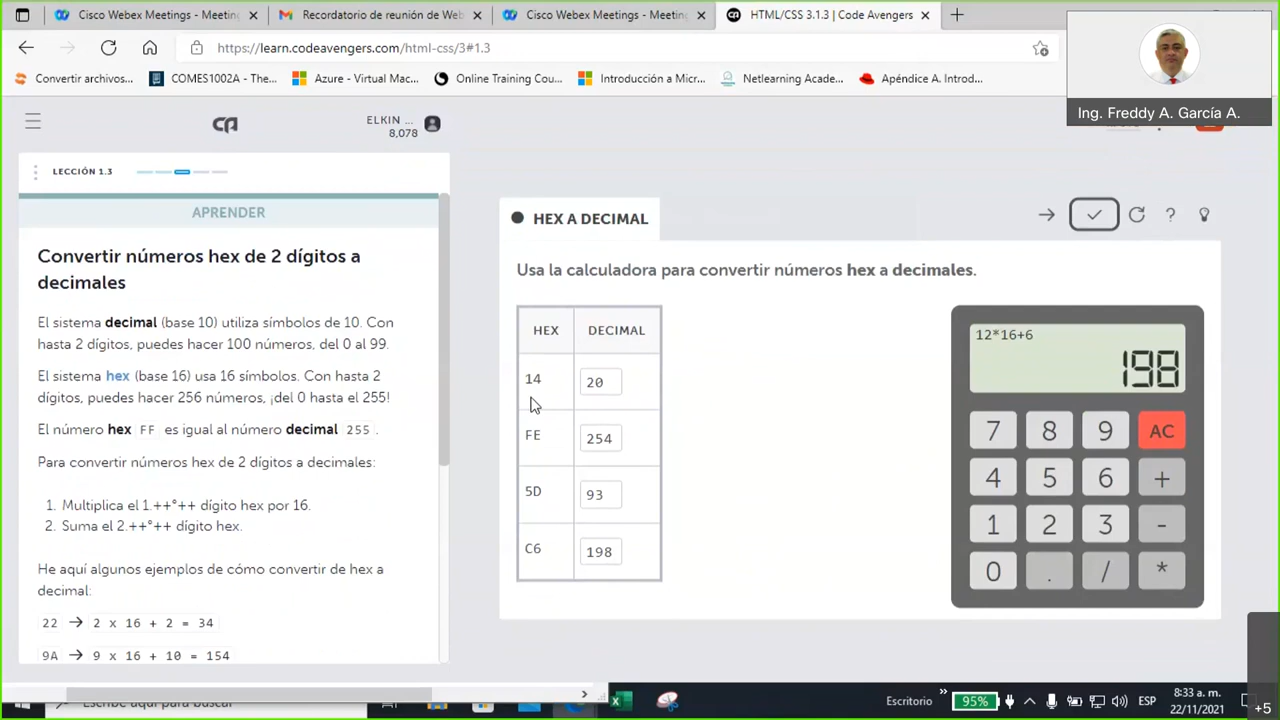 Cisco Webex Meetings - Meeting
Recordatorio de reunión de Web
Cisco Webex Meetings - Meeting
HTML/CSS 3.1.3 | Code Avengers
https://learn.codeavengers.com/html-css/3#1.3
Convertir archivos...
COMES1002A - The...
Azure - Virtual Mac...
Online Training Cou...
Introducción a Micr...
Netlearning Acade...
Apéndice A. Introd...
Ing. Freddy A. García A.
ELKIN ...
8,078
LECCIÓN 1.3
APRENDER
Convertir números hex de 2 dígitos a
decimales
El sistema decimal (base 10) utiliza símbolos de 10. Con
hasta 2 dígitos, puedes hacer 100 números, del 0 al 99.
El sistema hex (base 16) usa 16 símbolos. Con hasta 2
dígitos, puedes hacer 256 números, ¡del 0 hasta el 255!
El número hex FF es igual al número decimal 255 .
Para convertir números hex de 2 dígitos a decimales:
1. Multiplica el 1.++°++ dígito hex por 16.
2. Suma el 2.++°++ dígito hex.
He aquí algunos ejemplos de cómo convertir de hex a
decimal:
22 → 2 x 16 + 2 = 34
9A → 9 x 16 + 10 = 154
HEX A DECIMAL
Usa la calculadora para convertir números hex a decimales.
HEX DECIMAL
14 20
FE 254
5D 93
C6 198
12*16+6
198
7 8 9 AC
4 5 6 +
1 2 3 -
0 . / *
Escribe aquí para buscar
Escritorio
95%
ESP
8:33 a. m.
22/11/2021
+5